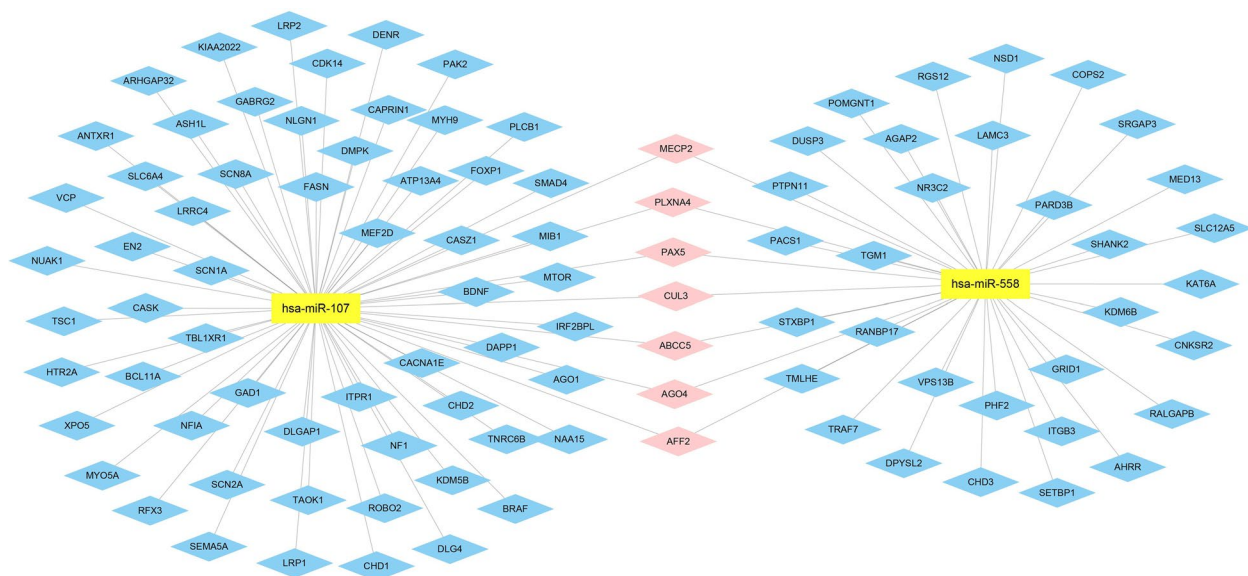 LRP2
DENR
KIAA2022
CDK14
PAK2
ARHGAP32
GABRG2
CAPRIN1
NLGN1
MYH9
ASH1L
PLCB1
ANTXR1
DMPK
SLC6A4
SCN8A
ATP13A4
FOXP1
FASN
SMAD4
VCP
LRRC4
MEF2D
CASZ1
MIB1
EN2
NUAK1
SCN1A
MTOR
BDNF
hsa-miR-107
CASK
TSC1
IRF2BPL
TBL1XR1
DAPP1
CACNA1E
HTR2A
BCL11A
AGO1
GAD1
ITPR1
CHD2
XPO5
NFIA
DLGAP1
NF1
TNRC6B
NAA15
MYO5A
SCN2A
KDM5B
TAOK1
RFX3
ROBO2
BRAF
SEMA5A
DLG4
LRP1
CHD1
MECP2
PLXNA4
PAX5
CUL3
ABCC5
AGO4
AFF2
NSD1
RGS12
COPS2
POMGNT1
SRGAP3
DUSP3
AGAP2
LAMC3
PTPN11
NR3C2
MED13
PARD3B
SLC12A5
PACS1
SHANK2
TGM1
hsa-miR-558
KAT6A
KDM6B
STXBP1
RANBP17
CNKSR2
GRID1
TMLHE
VPS13B
PHF2
RALGAPB
TRAF7
ITGB3
DPYSL2
AHRR
CHD3
SETBP1